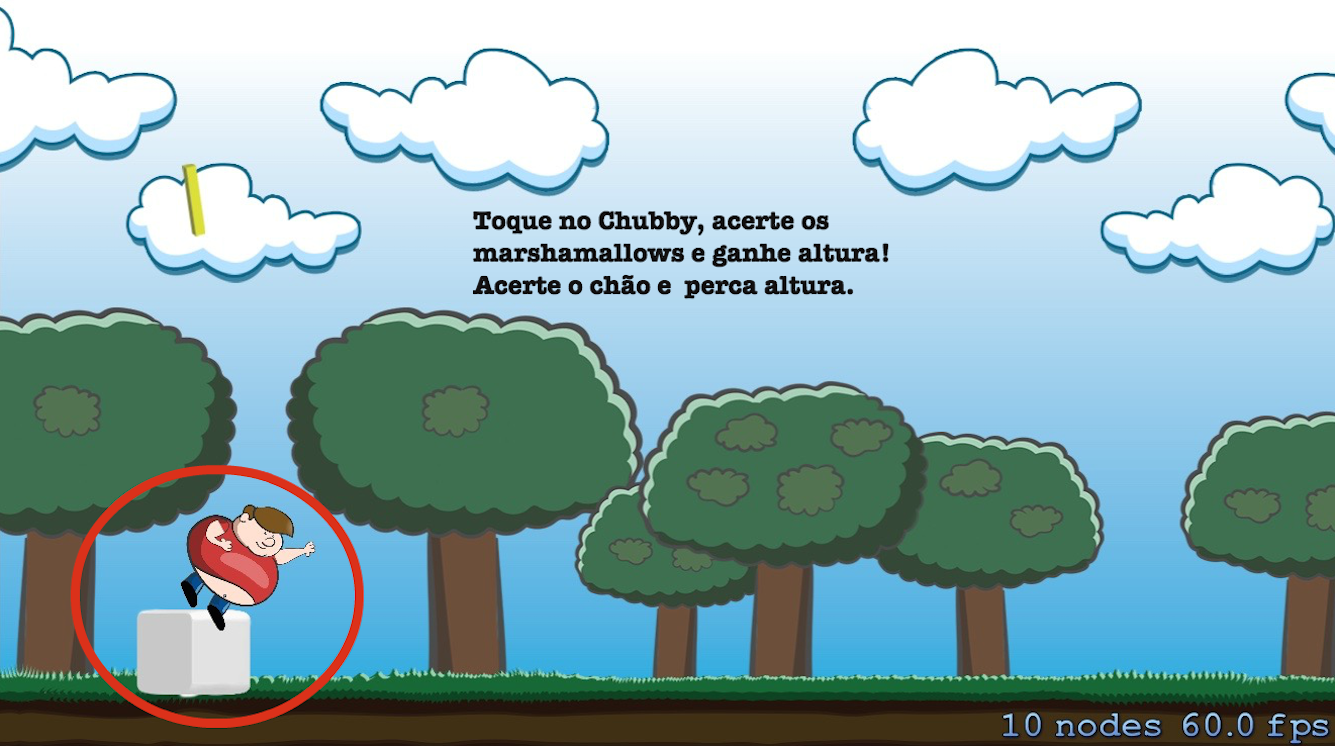 Toque no Chubby, acerte os
marshamallows e ganhe altura!
Acerte o chão e  perca altura.
10 nodes 60.0 fps